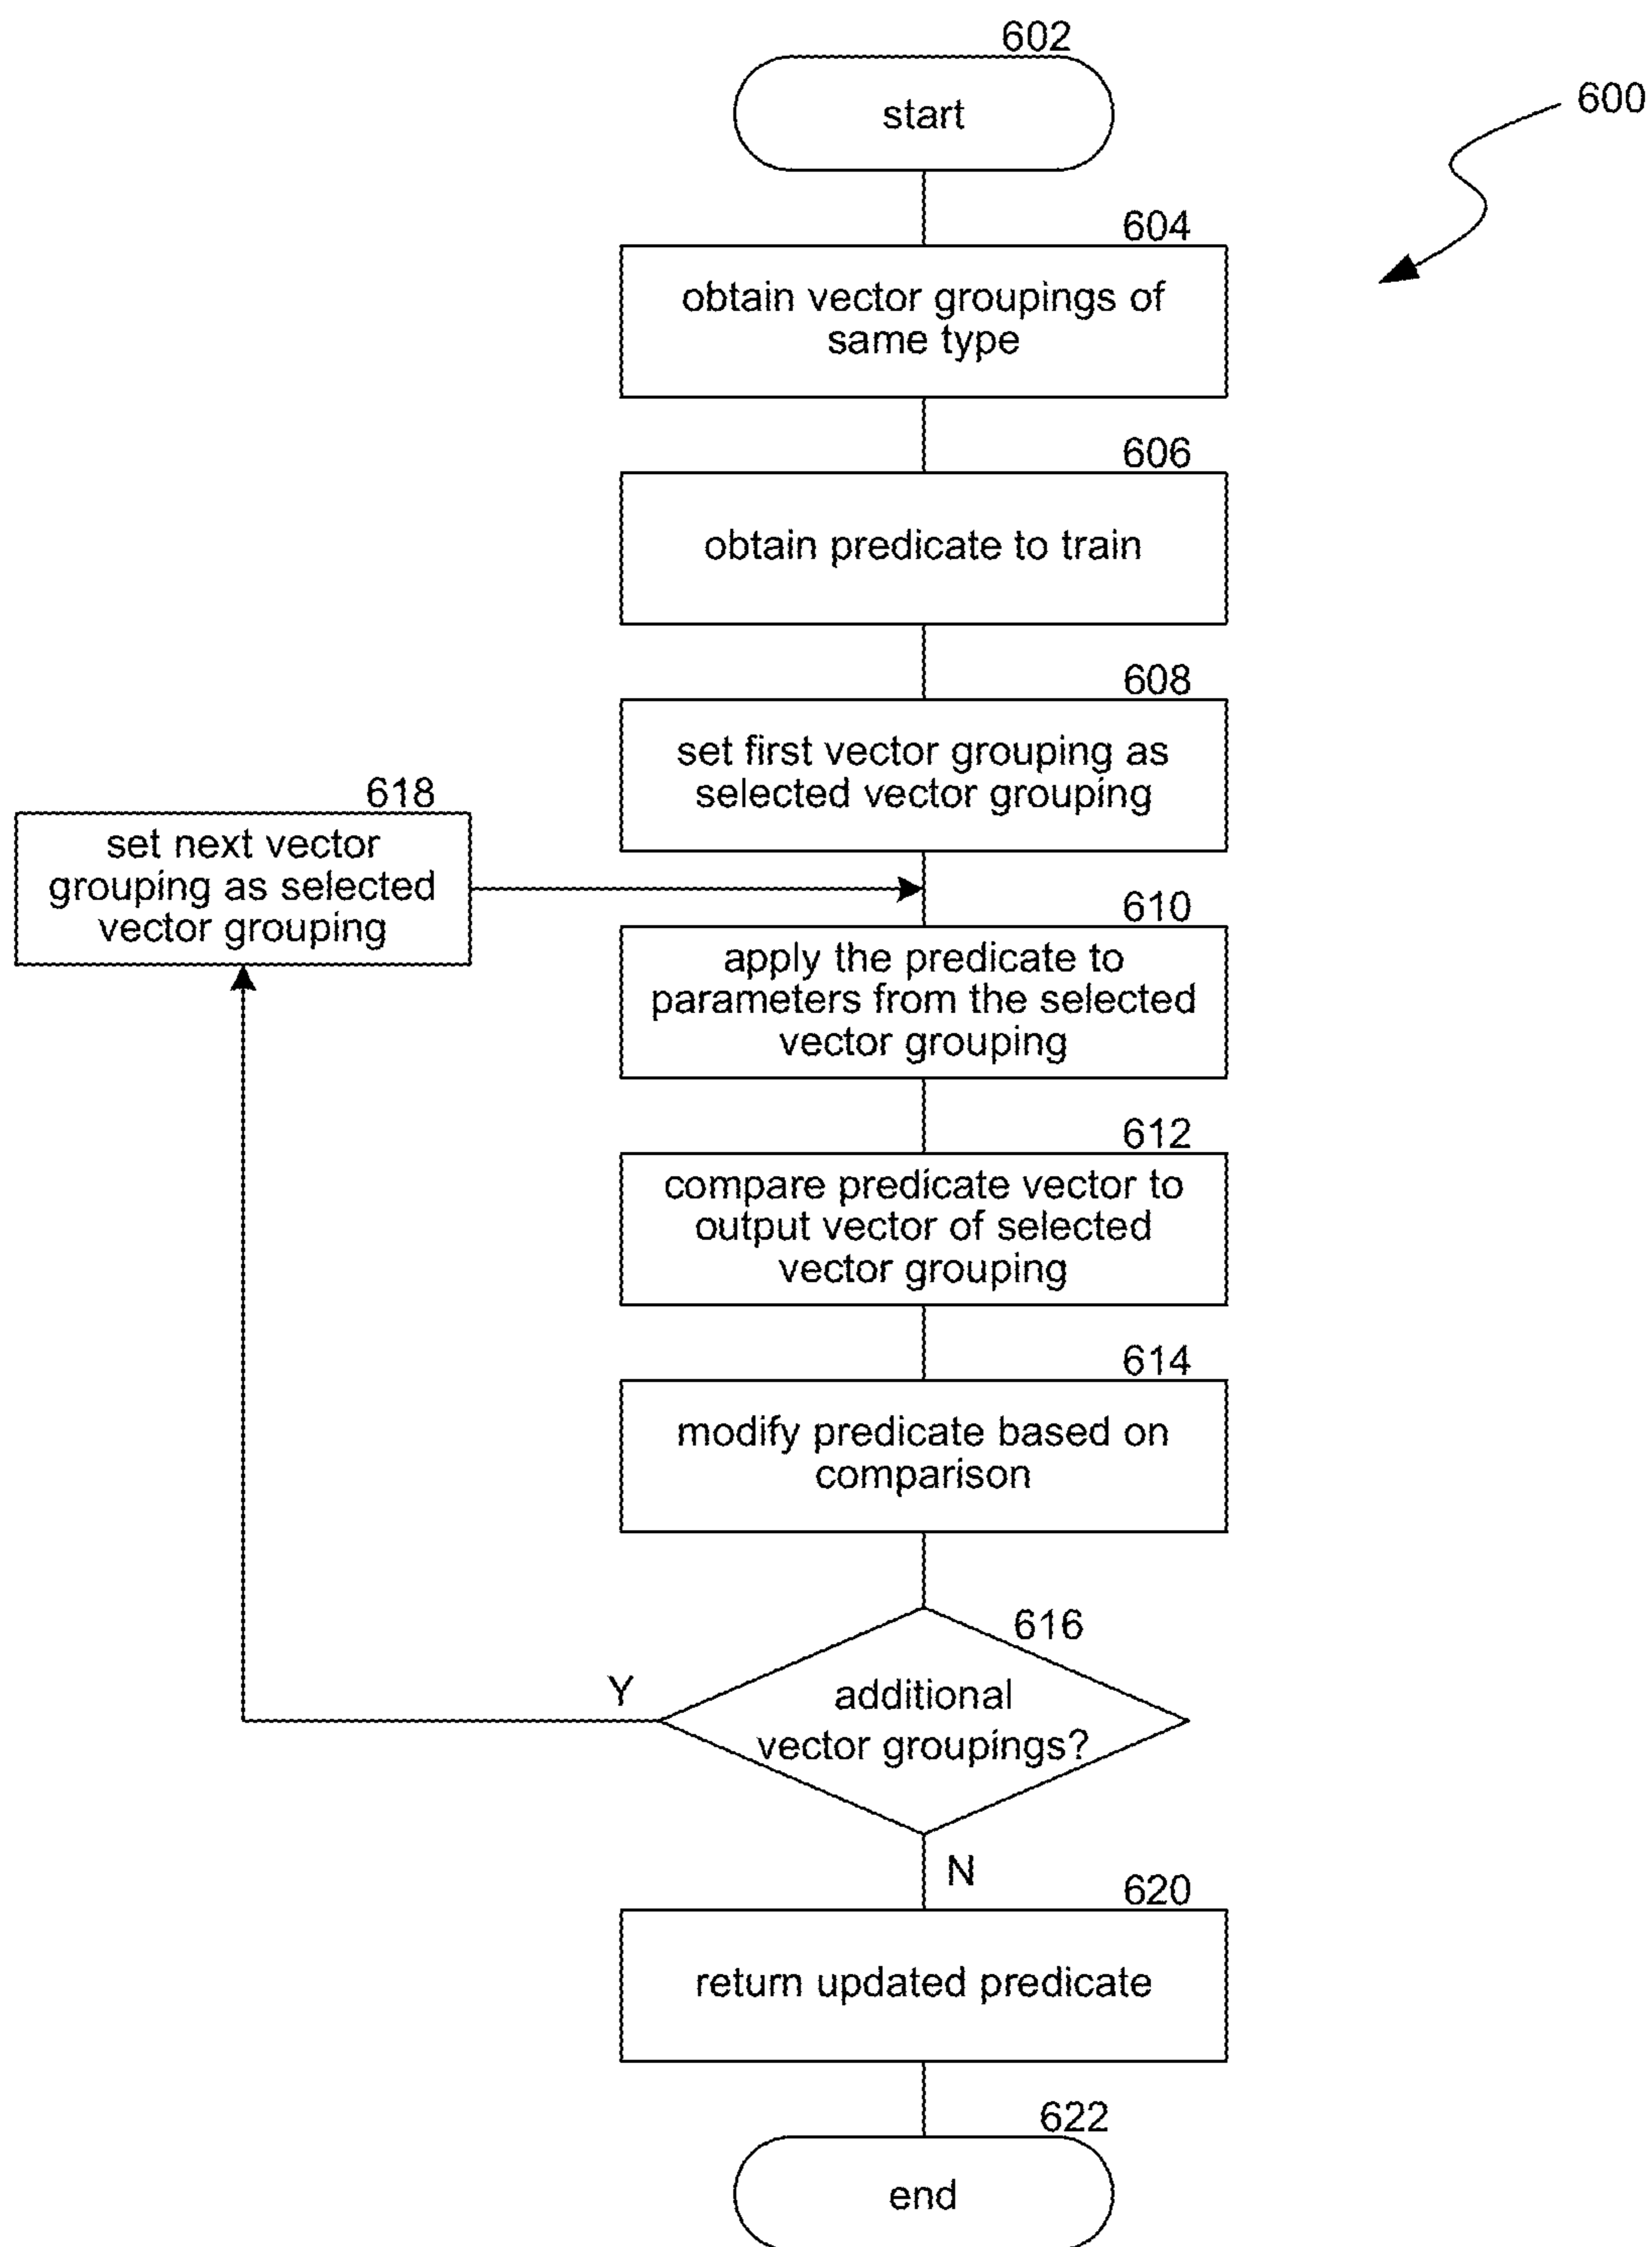 602
start
600
604
obtain vector groupings of
same type
606
obtain predicate to train
608
set first vector grouping as
selected vector grouping
618
set next vector
grouping as selected
vector grouping
610
apply the predicate to
parameters from the selected
vector grouping
612
compare predicate vector to
output vector of selected
vector grouping
614
modify predicate based on
comparison
616
additional
vector groupings?
Y
N
620
return updated predicate
622
end